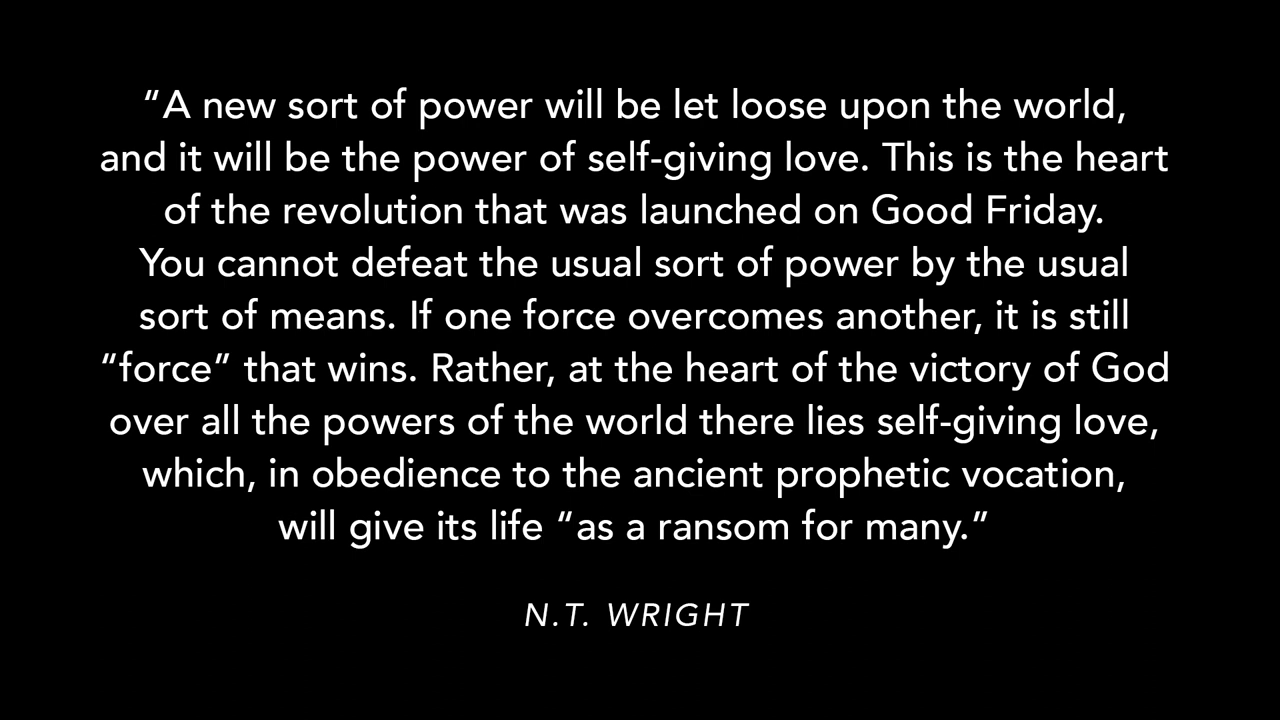 “A new sort of power will be let loose upon the world,
and it will be the power of self-giving love. This is the heart
of the revolution that was launched on Good Friday.
You cannot defeat the usual sort of power by the usual
sort of means. If one force overcomes another, it is still
“force” that wins. Rather, at the heart of the victory of God
over all the powers of the world there lies self-giving love,
which, in obedience to the ancient prophetic vocation,
will give its life “as a ransom for many.”
N.T. WRIGHT